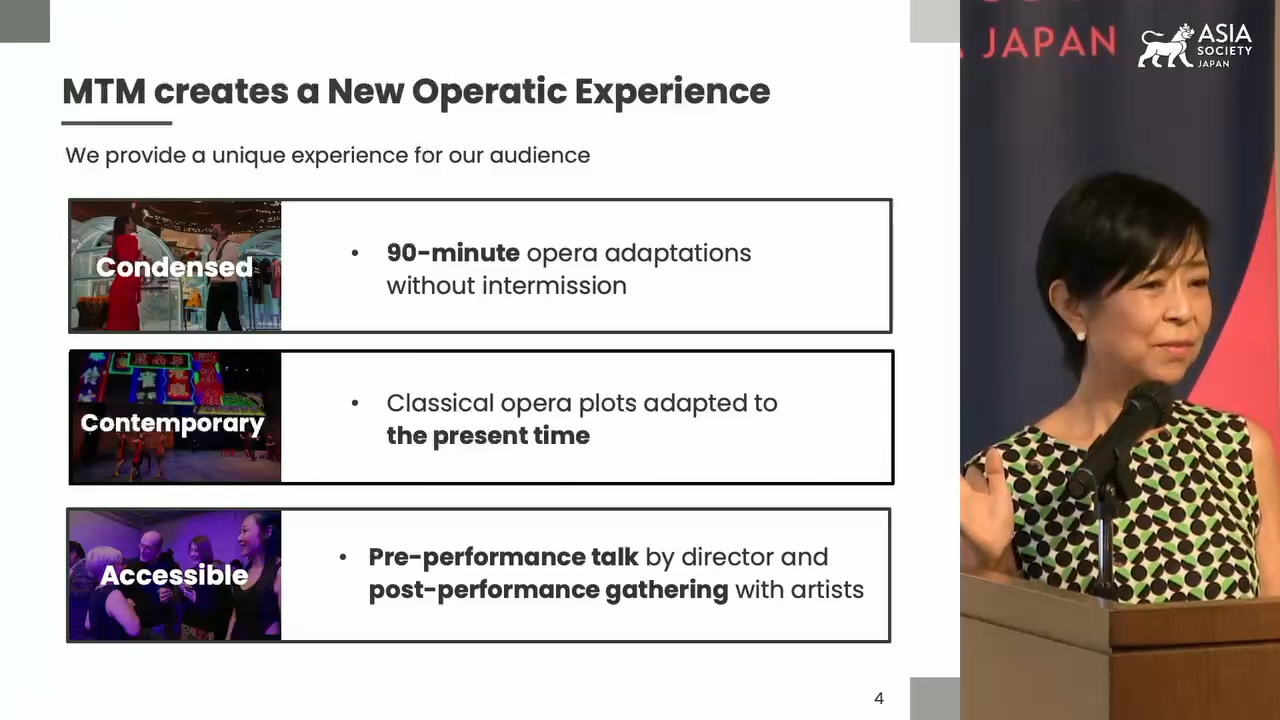 MTM creates a New Operatic Experience
We provide a unique experience for our audience
Condensed
• 90-minute opera adaptations
without intermission
Contemporary
• Classical opera plots adapted to
the present time
Accessible
• Pre-performance talk by director and
post-performance gathering with artists
4
JAPAN
ASIA
SOCIETY
JAPAN